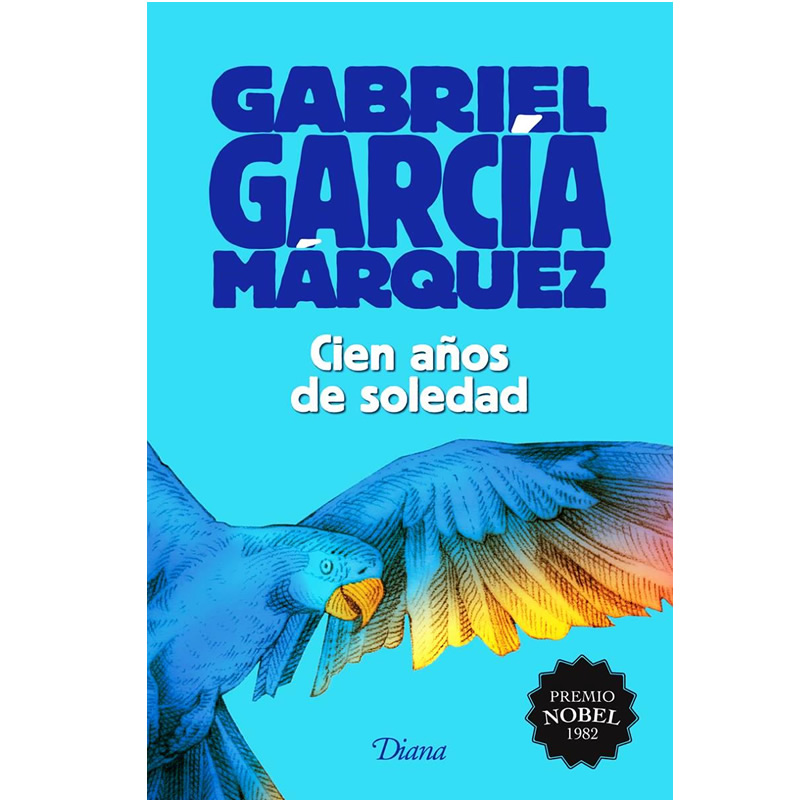 GABRIEL
GARCÍA
MÁRQUEZ
Cien años
de soledad
PREMIO
NOBEL
1982
Diana